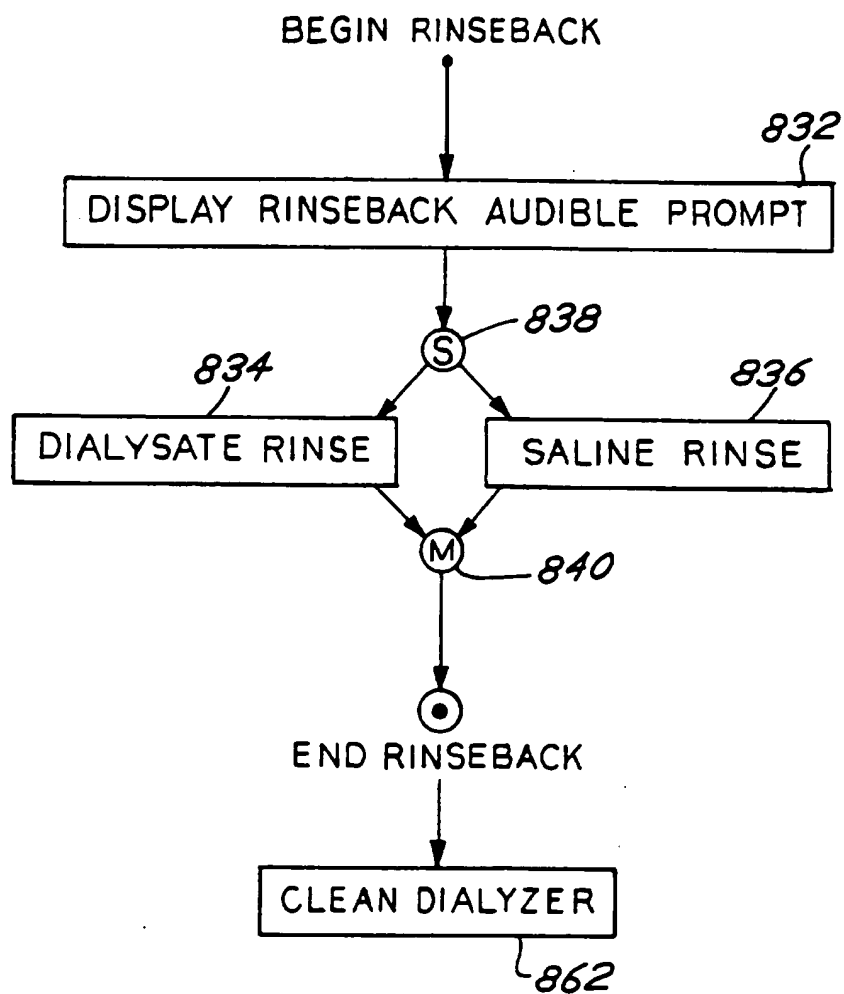 BEGIN RINSEBACK
832
DISPLAY RINSEBACK AUDIBLE PROMPT
S
838
834
836
DIALYSATE RINSE
SALINE RINSE
M
840
END RINSEBACK
CLEAN DIALYZER
862